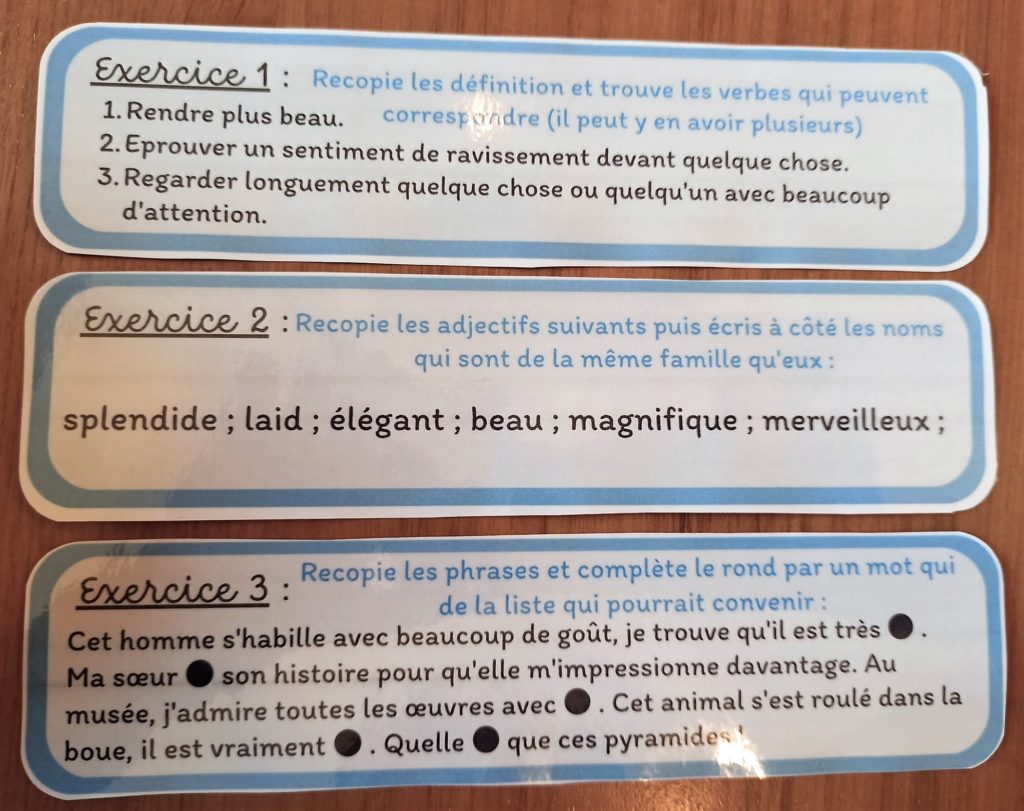 Exercice 1 : Recopie les définition et trouve les verbes qui peuvent
correspondre (il peut y en avoir plusieurs)
1. Rendre plus beau.
2. Eprouver un sentiment de ravissement devant quelque chose.
3. Regarder longuement quelque chose ou quelqu'un avec beaucoup
d'attention.
Exercice 2 : Recopie les adjectifs suivants puis écris à côté les noms
qui sont de la même famille qu'eux :
splendide ; laid ; élégant ; beau ; magnifique ; merveilleux ;
Exercice 3 : Recopie les phrases et complète le rond par un mot qui
de la liste qui pourrait convenir :
Cet homme s'habille avec beaucoup de goût, je trouve qu'il est très ● .
Ma sœur ● son histoire pour qu'elle m'impressionne davantage. Au
musée, j'admire toutes les œuvres avec ● . Cet animal s'est roulé dans la
boue, il est vraiment ● . Quelle ● que ces pyramides !